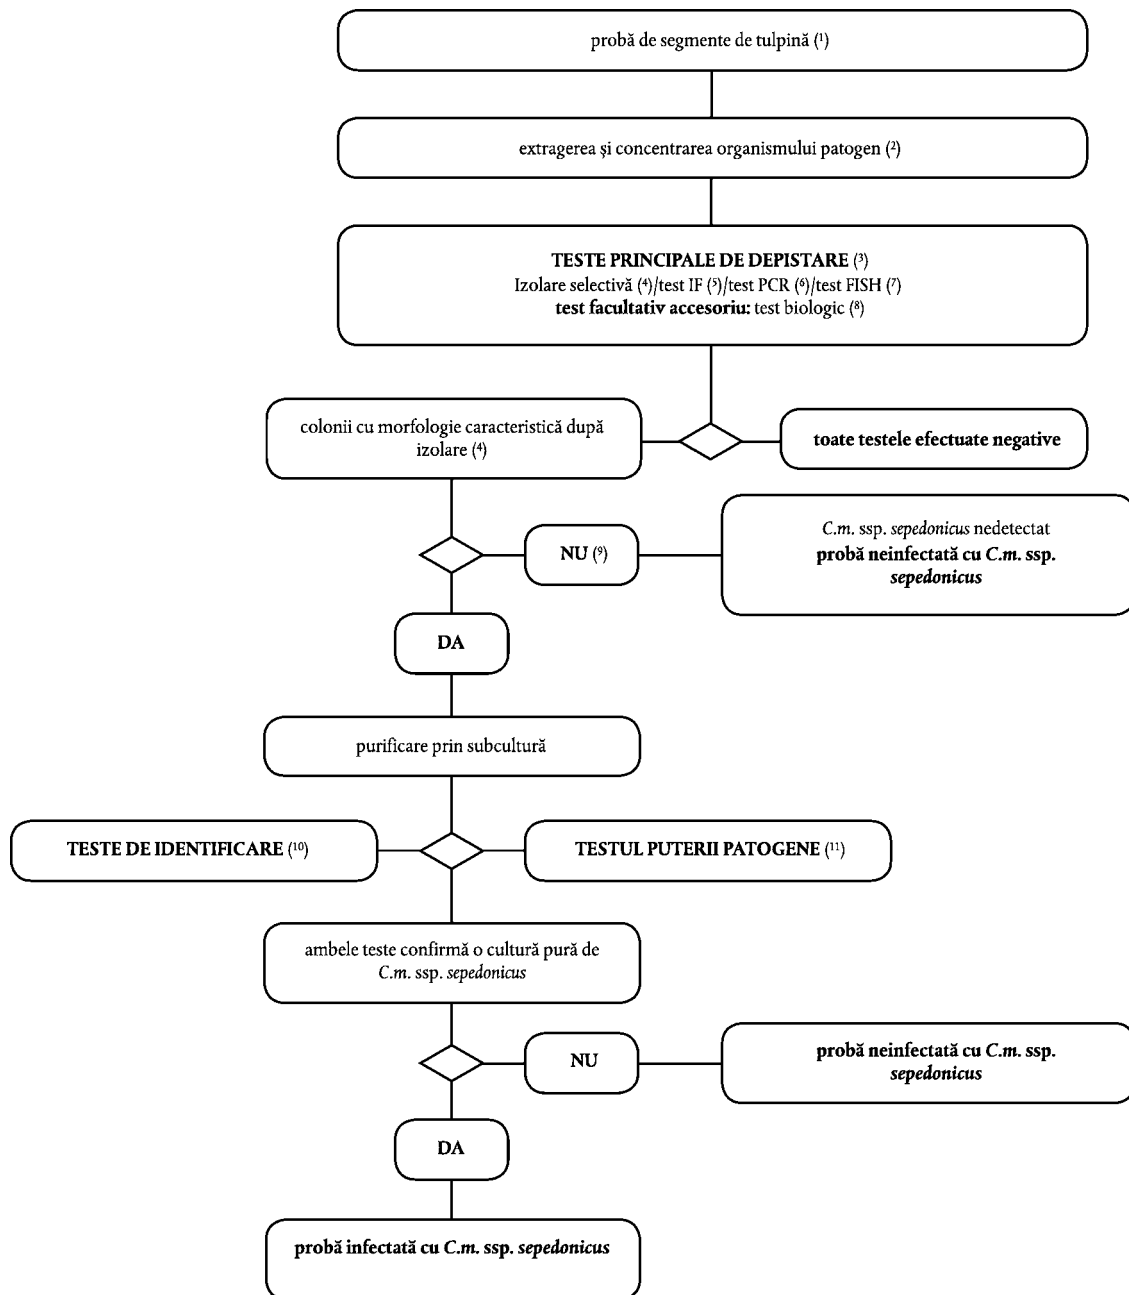 probă de segmente de tulpină (¹)
extragerea și concentrarea organismului patogen (²)
TESTE PRINCIPALE DE DEPISTARE (³)
Izolare selectivă (⁴)/test IF (⁵)/test PCR (⁶)/test FISH (⁷)
test facultativ accesoriu: test biologic (⁸)
colonii cu morfologie caracteristică după
izolare (⁴)
toate testele efectuate negative
NU (⁹)
C.m. ssp. sepedonicus nedetectat
probă neinfectată cu C.m. ssp.
sepedonicus
DA
purificare prin subcultură
TESTE DE IDENTIFICARE (¹⁰)
TESTUL PUTERII PATOGENE (¹¹)
ambele teste confirmă o cultură pură de
C.m. ssp. sepedonicus
NU
probă neinfectată cu C.m. ssp.
sepedonicus
DA
probă infectată cu C.m. ssp. sepedonicus